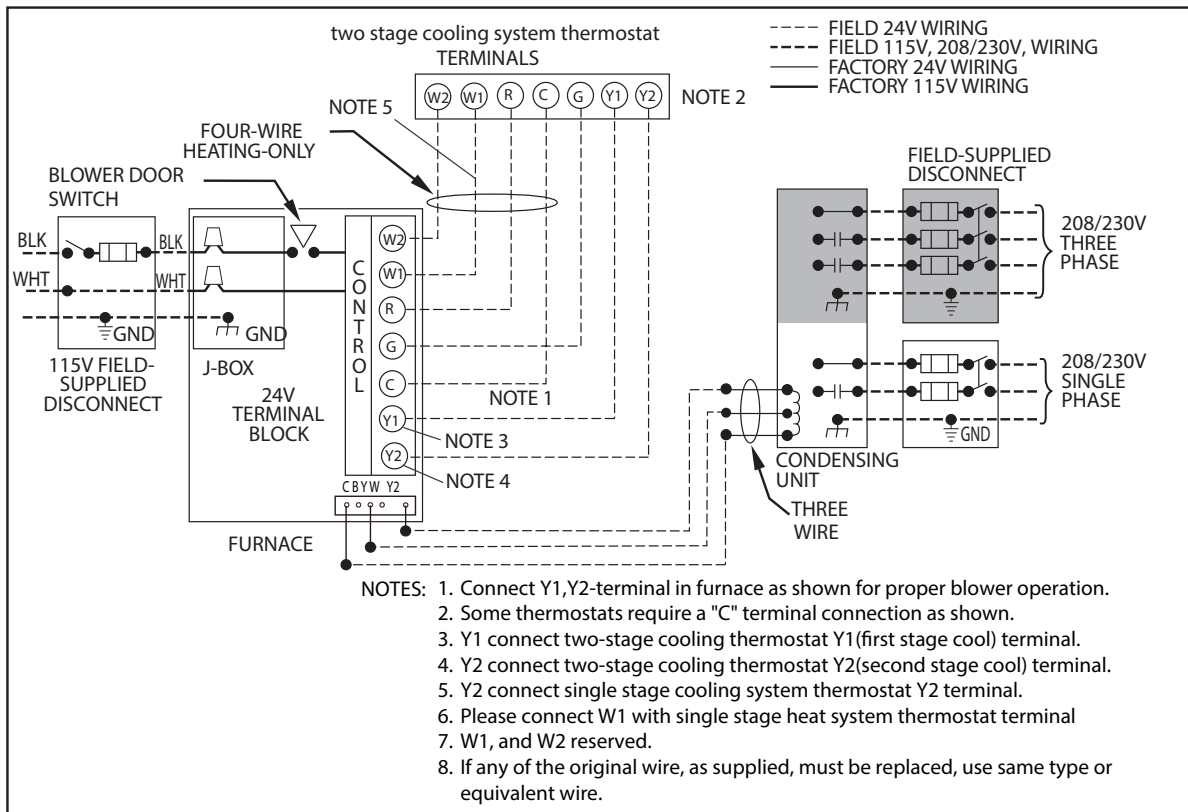 two stage cooling system thermostat
TERMINALS
W2 W1 R C G Y1 Y2
NOTE 2
FIELD 24V WIRING
FIELD 115V, 208/230V, WIRING
FACTORY 24V WIRING
FACTORY 115V WIRING
NOTE 5
FOUR-WIRE
HEATING-ONLY
BLOWER DOOR
SWITCH
BLK
BLK
WHT
WHT
GND
GND
115V FIELD-
SUPPLIED
DISCONNECT
J-BOX
24V
TERMINAL
BLOCK
CONTROL
W2
W1
R
G
C
Y1
Y2
NOTE 1
NOTE 3
NOTE 4
C B Y W Y2
FURNACE
FIELD-SUPPLIED
DISCONNECT
208/230V
THREE
PHASE
208/230V
SINGLE
PHASE
GND
CONDENSING
UNIT
THREE
WIRE
NOTES: 1. Connect Y1,Y2-terminal in furnace as shown for proper blower operation.
2. Some thermostats require a "C" terminal connection as shown.
3. Y1 connect two-stage cooling thermostat Y1(first stage cool) terminal.
4. Y2 connect two-stage cooling thermostat Y2(second stage cool) terminal.
5. Y2 connect single stage cooling system thermostat Y2 terminal.
6. Please connect W1 with single stage heat system thermostat terminal
7. W1, and W2 reserved.
8. If any of the original wire, as supplied, must be replaced, use same type or
equivalent wire.